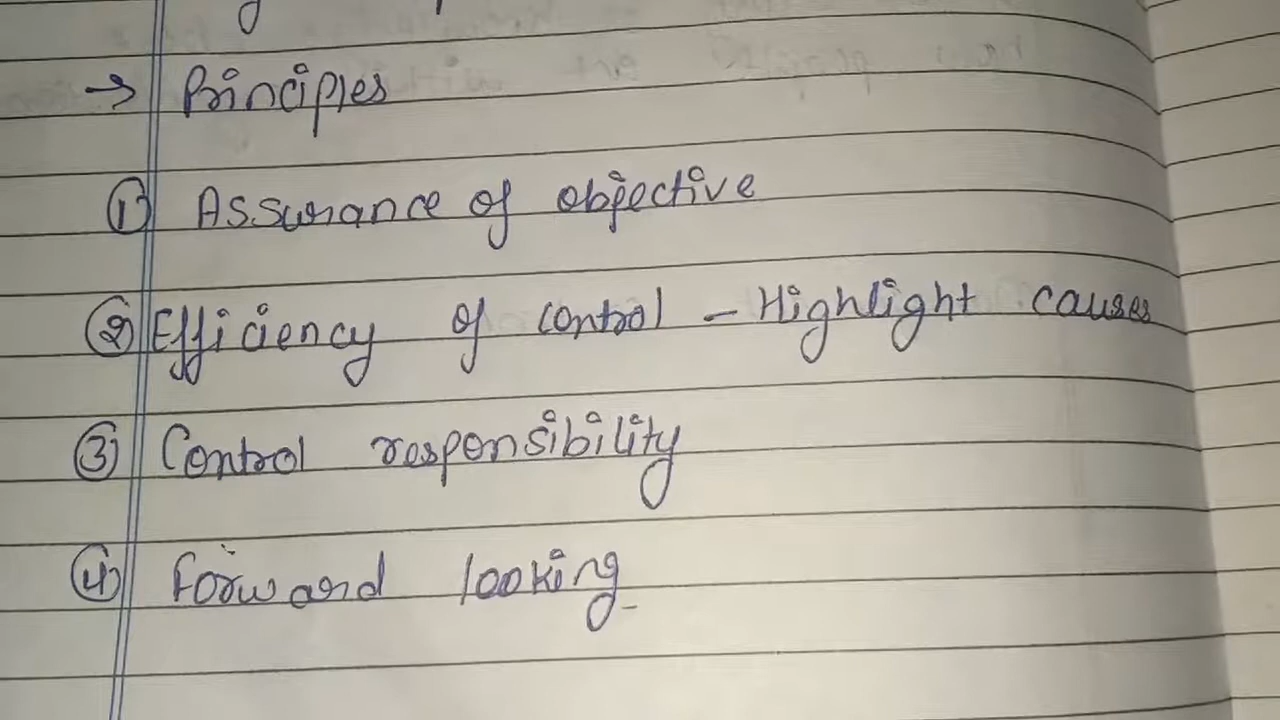 → Principles
① Assurance of objective
② Efficiency of control – Highlight causes
③ Control responsibility
④ Forward looking